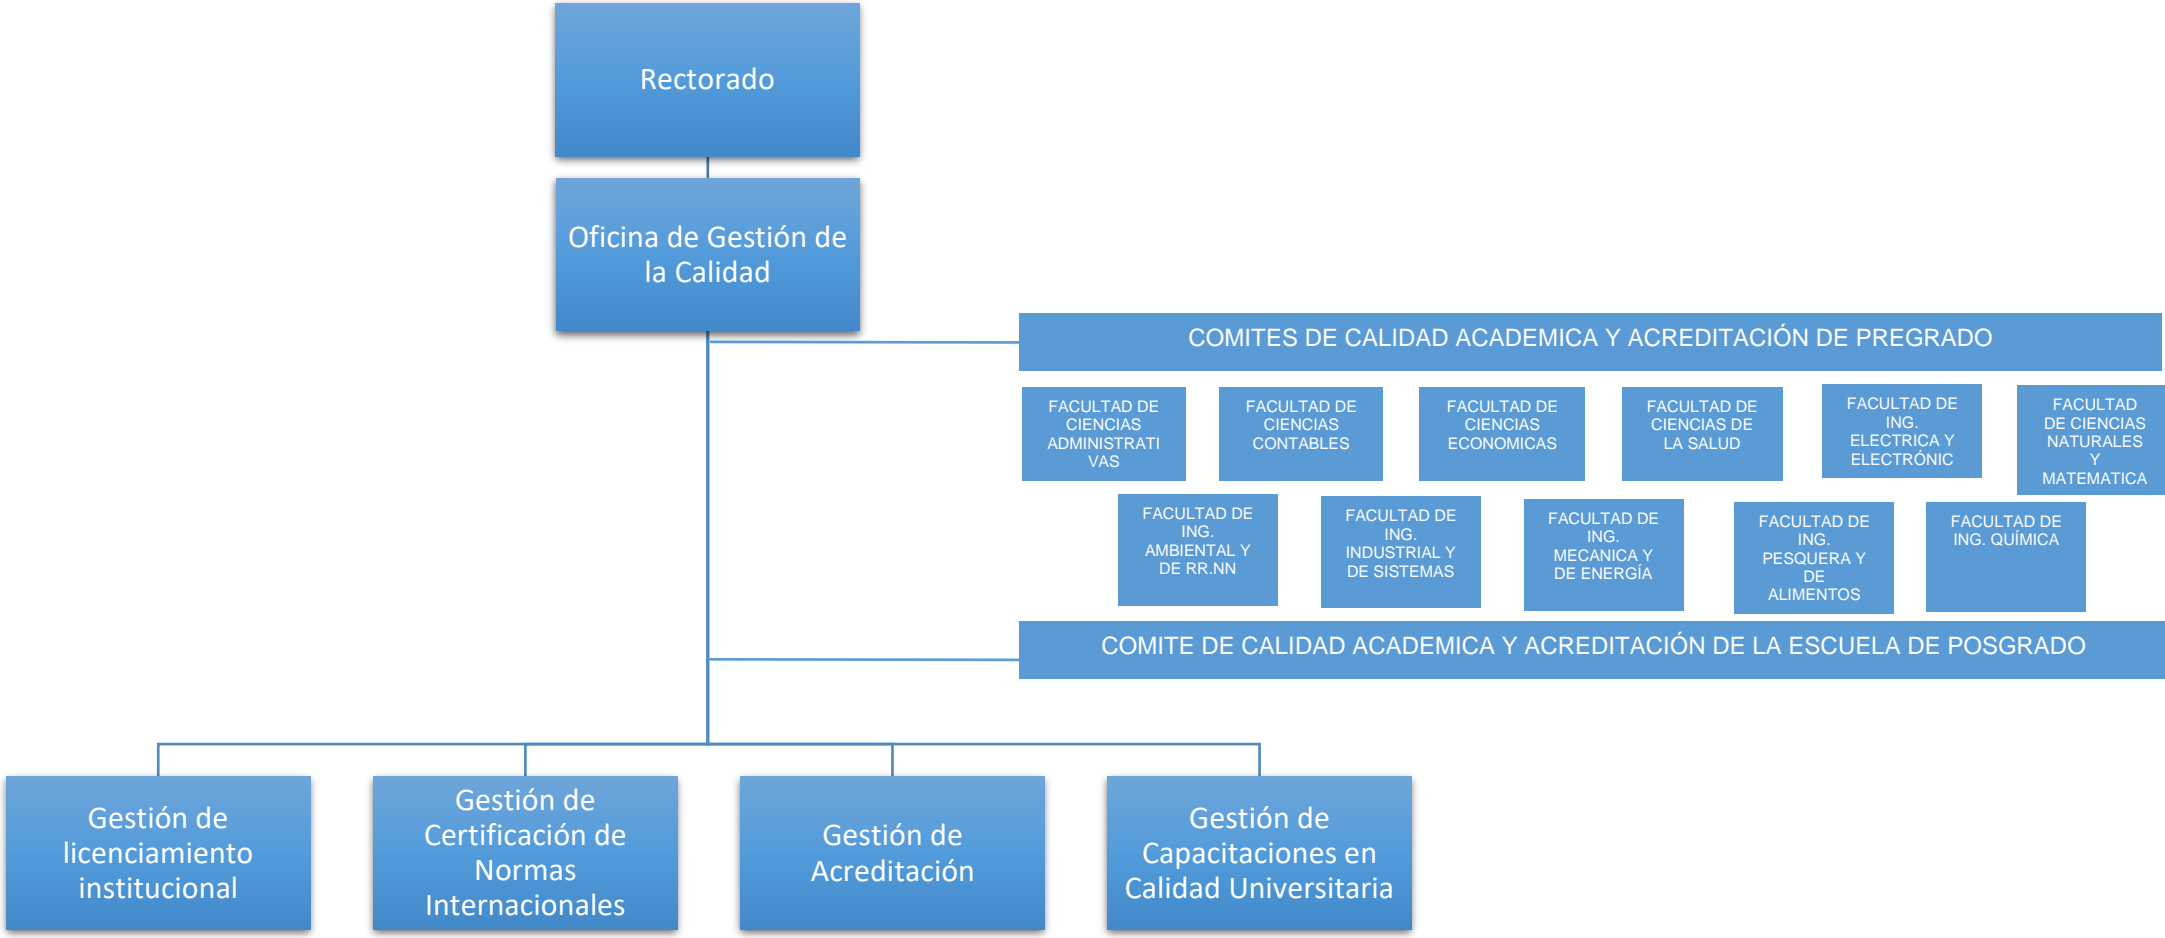 Rectorado
Oficina de Gestión de
la Calidad
COMITES DE CALIDAD ACADEMICA Y ACREDITACIÓN DE PREGRADO
FACULTAD DE
CIENCIAS
ADMINISTRATI
VAS
FACULTAD DE
CIENCIAS
CONTABLES
FACULTAD DE
CIENCIAS
ECONOMICAS
FACULTAD DE
CIENCIAS DE
LA SALUD
FACULTAD DE
ING.
ELECTRICA Y
ELECTRÓNIC
FACULTAD
DE CIENCIAS
NATURALES
Y
MATEMATICA
FACULTAD DE
ING.
AMBIENTAL Y
DE RR.NN
FACULTAD DE
ING.
INDUSTRIAL Y
DE SISTEMAS
FACULTAD DE
ING.
MECANICA Y
DE ENERGÍA
FACULTAD DE
ING.
PESQUERA Y
DE
ALIMENTOS
FACULTAD DE
ING. QUÍMICA
COMITE DE CALIDAD ACADEMICA Y ACREDITACIÓN DE LA ESCUELA DE POSGRADO
Gestión de
licenciamiento
institucional
Gestión de
Certificación de
Normas
Internacionales
Gestión de
Acreditación
Gestión de
Capacitaciones en
Calidad Universitaria